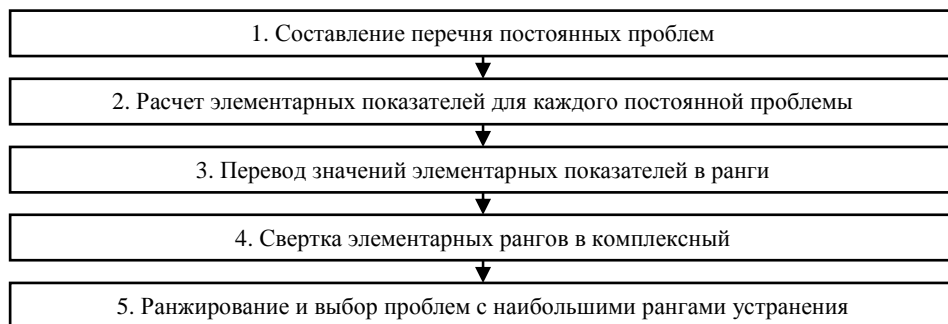 1. Составление перечня постоянных проблем
2. Расчет элементарных показателей для каждого постоянной проблемы
3. Перевод значений элементарных показателей в ранги
4. Свертка элементарных рангов в комплексный
5. Ранжирование и выбор проблем с наибольшими рангами устранения